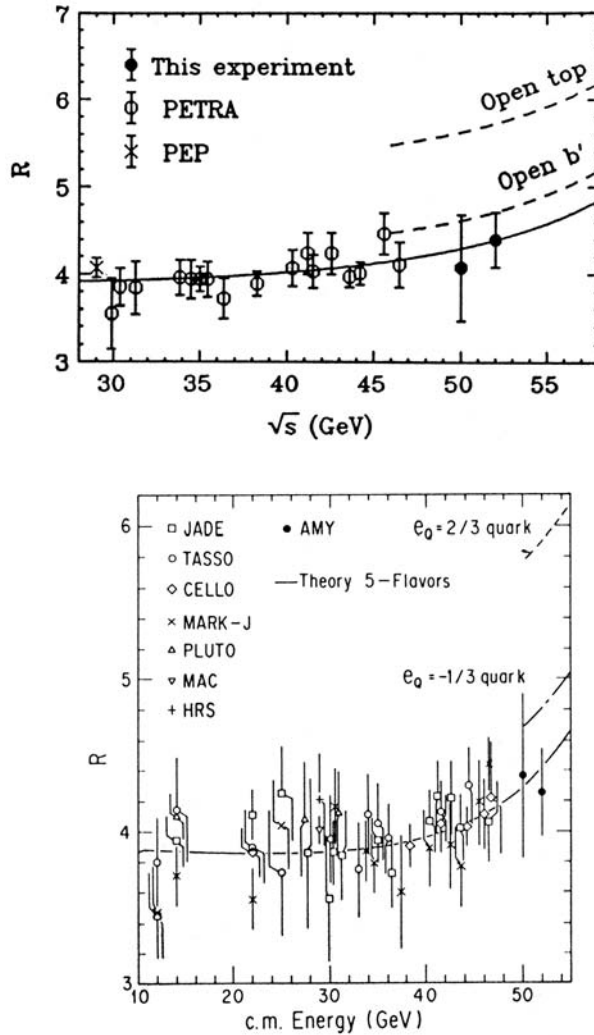 7
This experiment
PETRA
PEP
Open top
Open b'
6
5
4
3
R
30 35 40 45 50 55
√s (GeV)
6
JADE
TASSO
CELLO
MARK-J
PLUTO
MAC
HRS
AMY
Theory 5-Flavors
e_Q = 2/3 quark
e_Q = -1/3 quark
5
4
3
R
10 20 30 40 50
c.m. Energy (GeV)